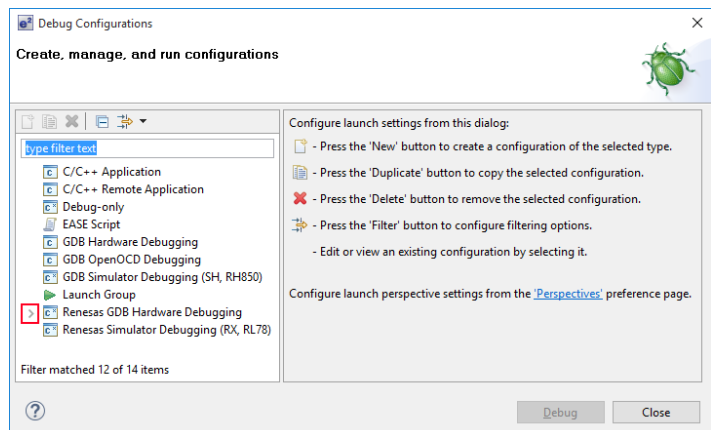 e² Debug Configurations
Create, manage, and run configurations
type filter text
C/C++ Application
C/C++ Remote Application
Debug-only
EASE Script
GDB Hardware Debugging
GDB OpenOCD Debugging
GDB Simulator Debugging (SH, RH850)
Launch Group
Renesas GDB Hardware Debugging
Renesas Simulator Debugging (RX, RL78)
Filter matched 12 of 14 items
Configure launch settings from this dialog:
- Press the 'New' button to create a configuration of the selected type.
- Press the 'Duplicate' button to copy the selected configuration.
- Press the 'Delete' button to remove the selected configuration.
- Press the 'Filter' button to configure filtering options.
- Edit or view an existing configuration by selecting it.
Configure launch perspective settings from the 'Perspectives' preference page.
Debug
Close